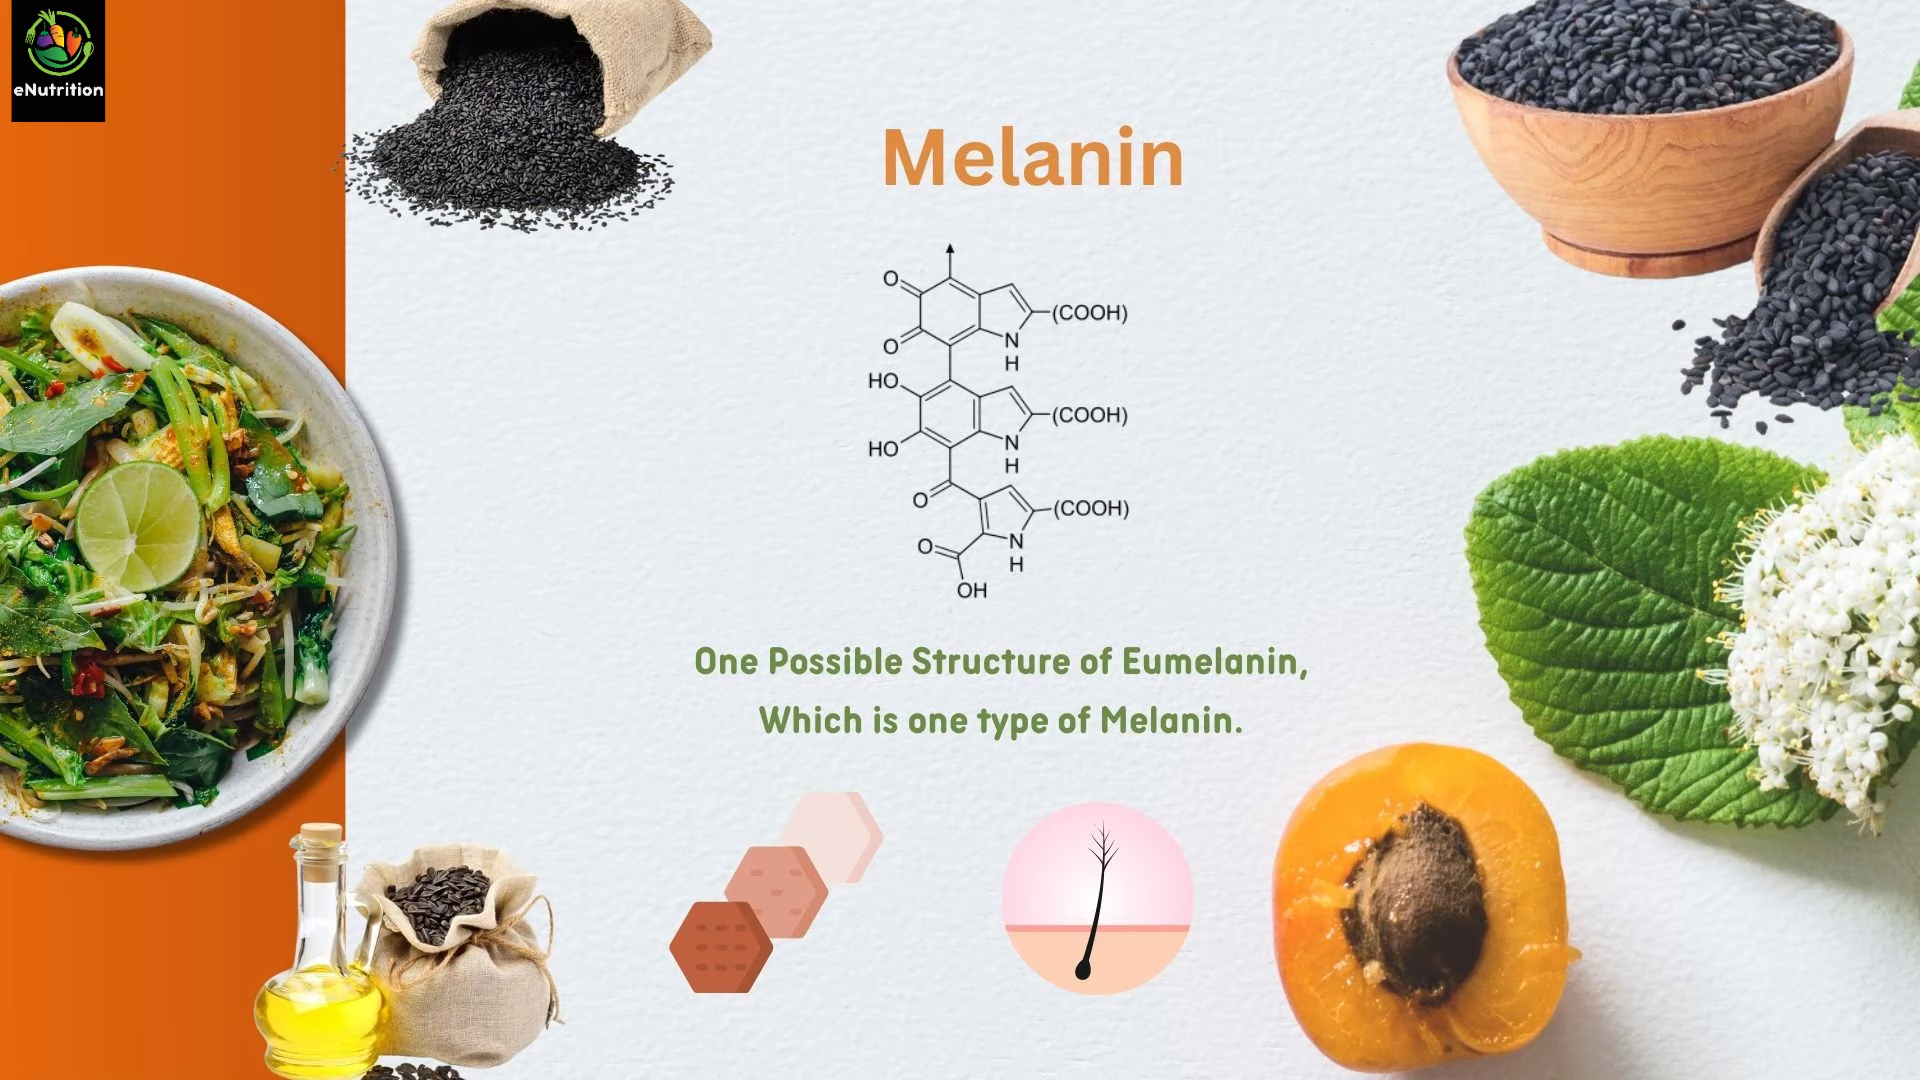 eNutrition
Melanin
O
(COOH)
O
N
H
HO
(COOH)
HO
N
H
O
(COOH)
O
N
H
OH
One Possible Structure of Eumelanin,
Which is one type of Melanin.